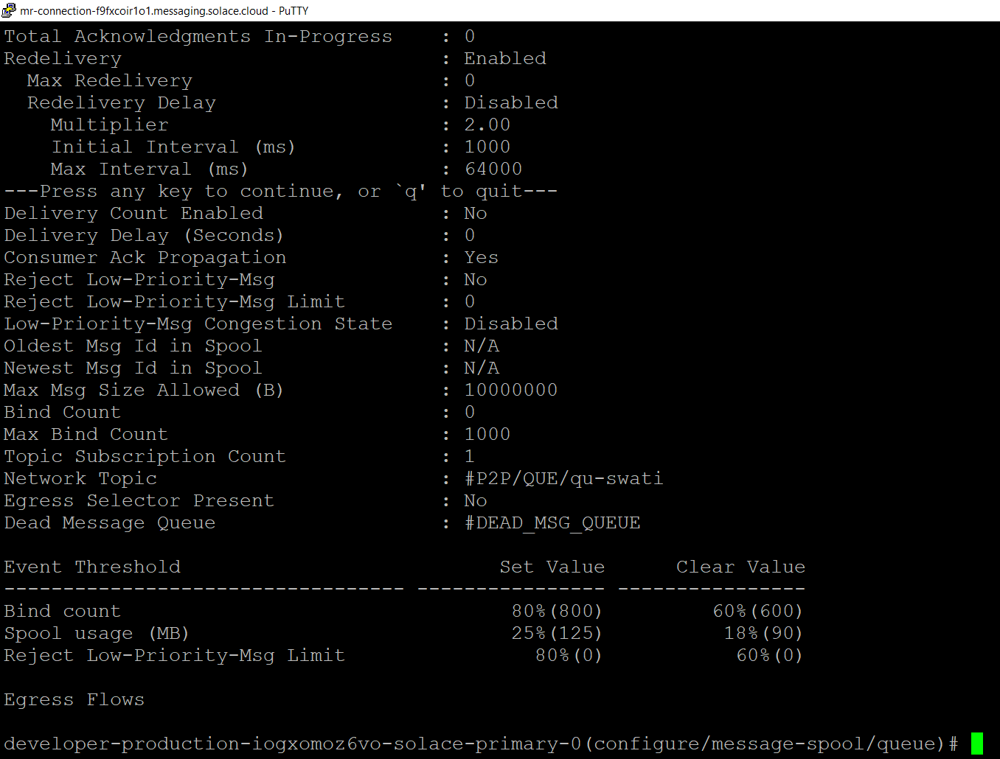 mr-connection-f9fxcoir1o1.messaging.solace.cloud - PuTTY
Total Acknowledgments In-Progress : 0
Redelivery : Enabled
Max Redelivery : 0
Redelivery Delay : Disabled
Multiplier : 2.00
Initial Interval (ms) : 1000
Max Interval (ms) : 64000
---Press any key to continue, or `q' to quit---
Delivery Count Enabled : No
Delivery Delay (Seconds) : 0
Consumer Ack Propagation : Yes
Reject Low-Priority-Msg : No
Reject Low-Priority-Msg Limit : 0
Low-Priority-Msg Congestion State : Disabled
Oldest Msg Id in Spool : N/A
Newest Msg Id in Spool : N/A
Max Msg Size Allowed (B) : 10000000
Bind Count : 0
Max Bind Count : 1000
Topic Subscription Count : 1
Network Topic : #P2P/QUE/qu-swati
Egress Selector Present : No
Dead Message Queue : #DEAD_MSG_QUEUE
Event Threshold Set Value Clear Value
---------------------------------- ---------------- ----------------
Bind count 80%(800) 60%(600)
Spool usage (MB) 25%(125) 18%(90)
Reject Low-Priority-Msg Limit 80%(0) 60%(0)
Egress Flows
developer-production-iogxomoz6vo-solace-primary-0(configure/message-spool/queue)#